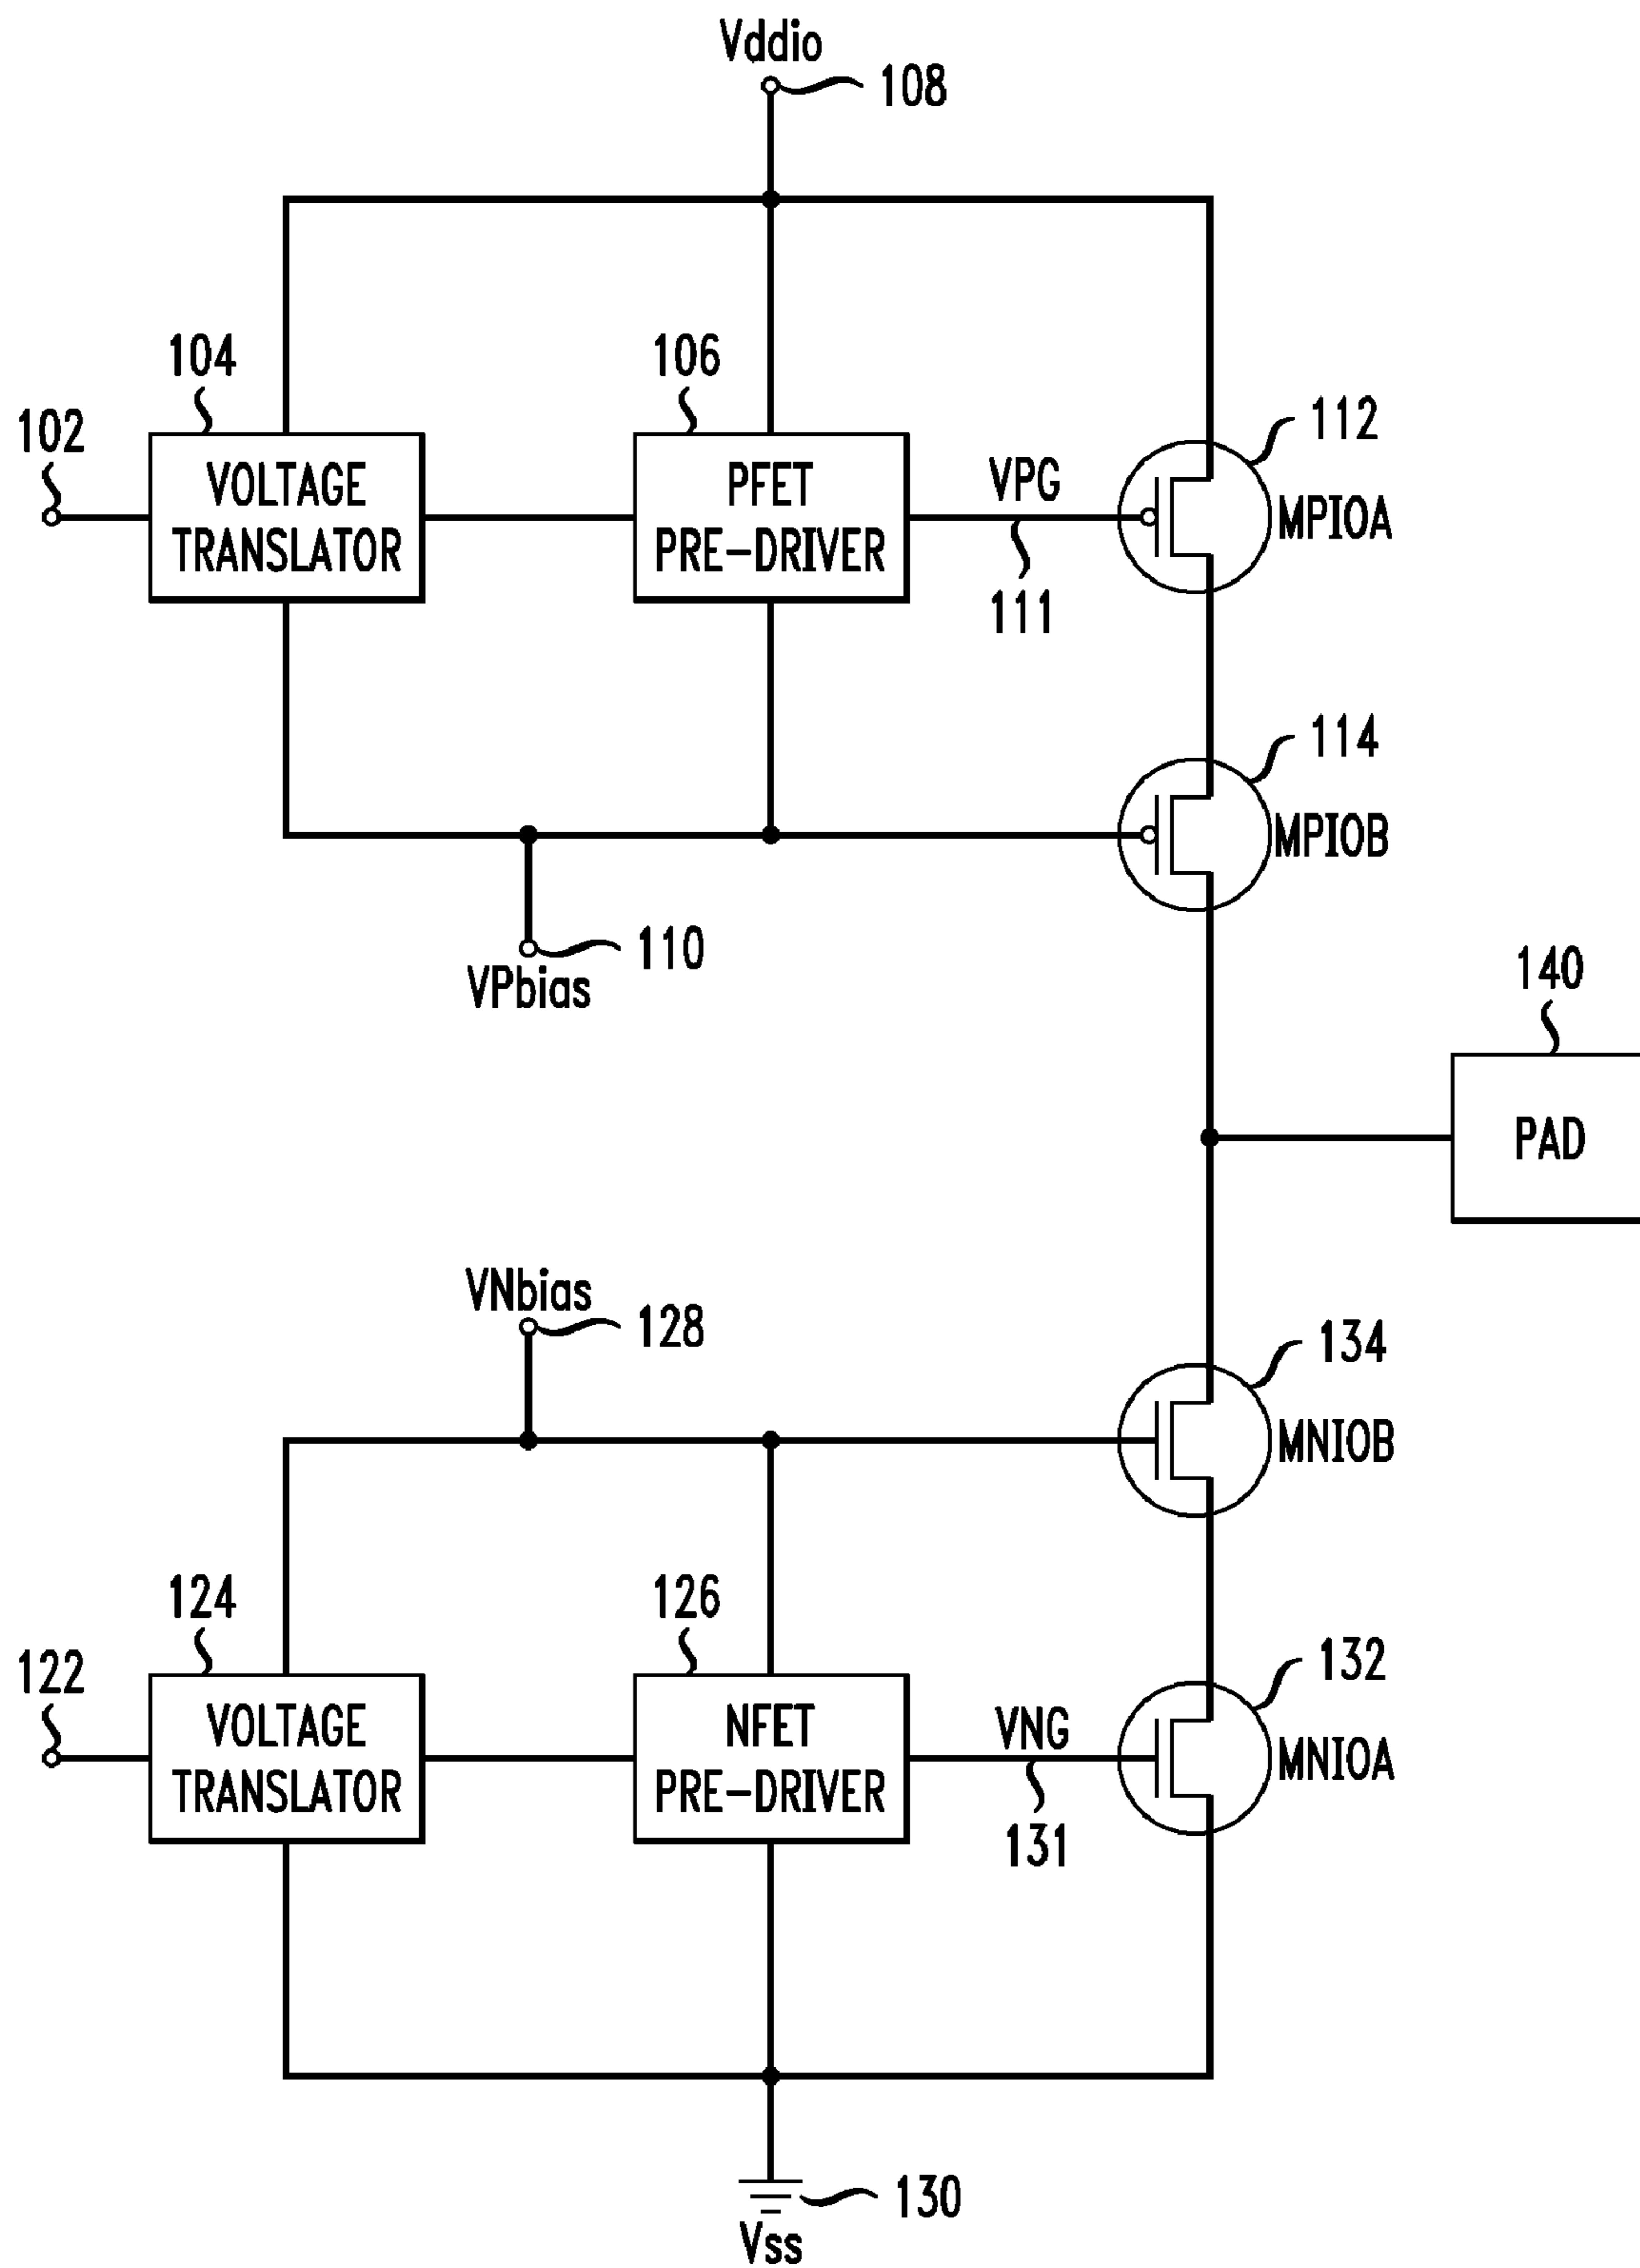 Vddio
108
104
106
102
112
VOLTAGE
TRANSLATOR
PFET
PRE-DRIVER
VPG
MPIOA
111
114
MPIOB
110
VPbias
140
PAD
VNbias
128
134
MNIOB
124
126
122
132
VOLTAGE
TRANSLATOR
NFET
PRE-DRIVER
VNG
MNIOA
131
130
Vss